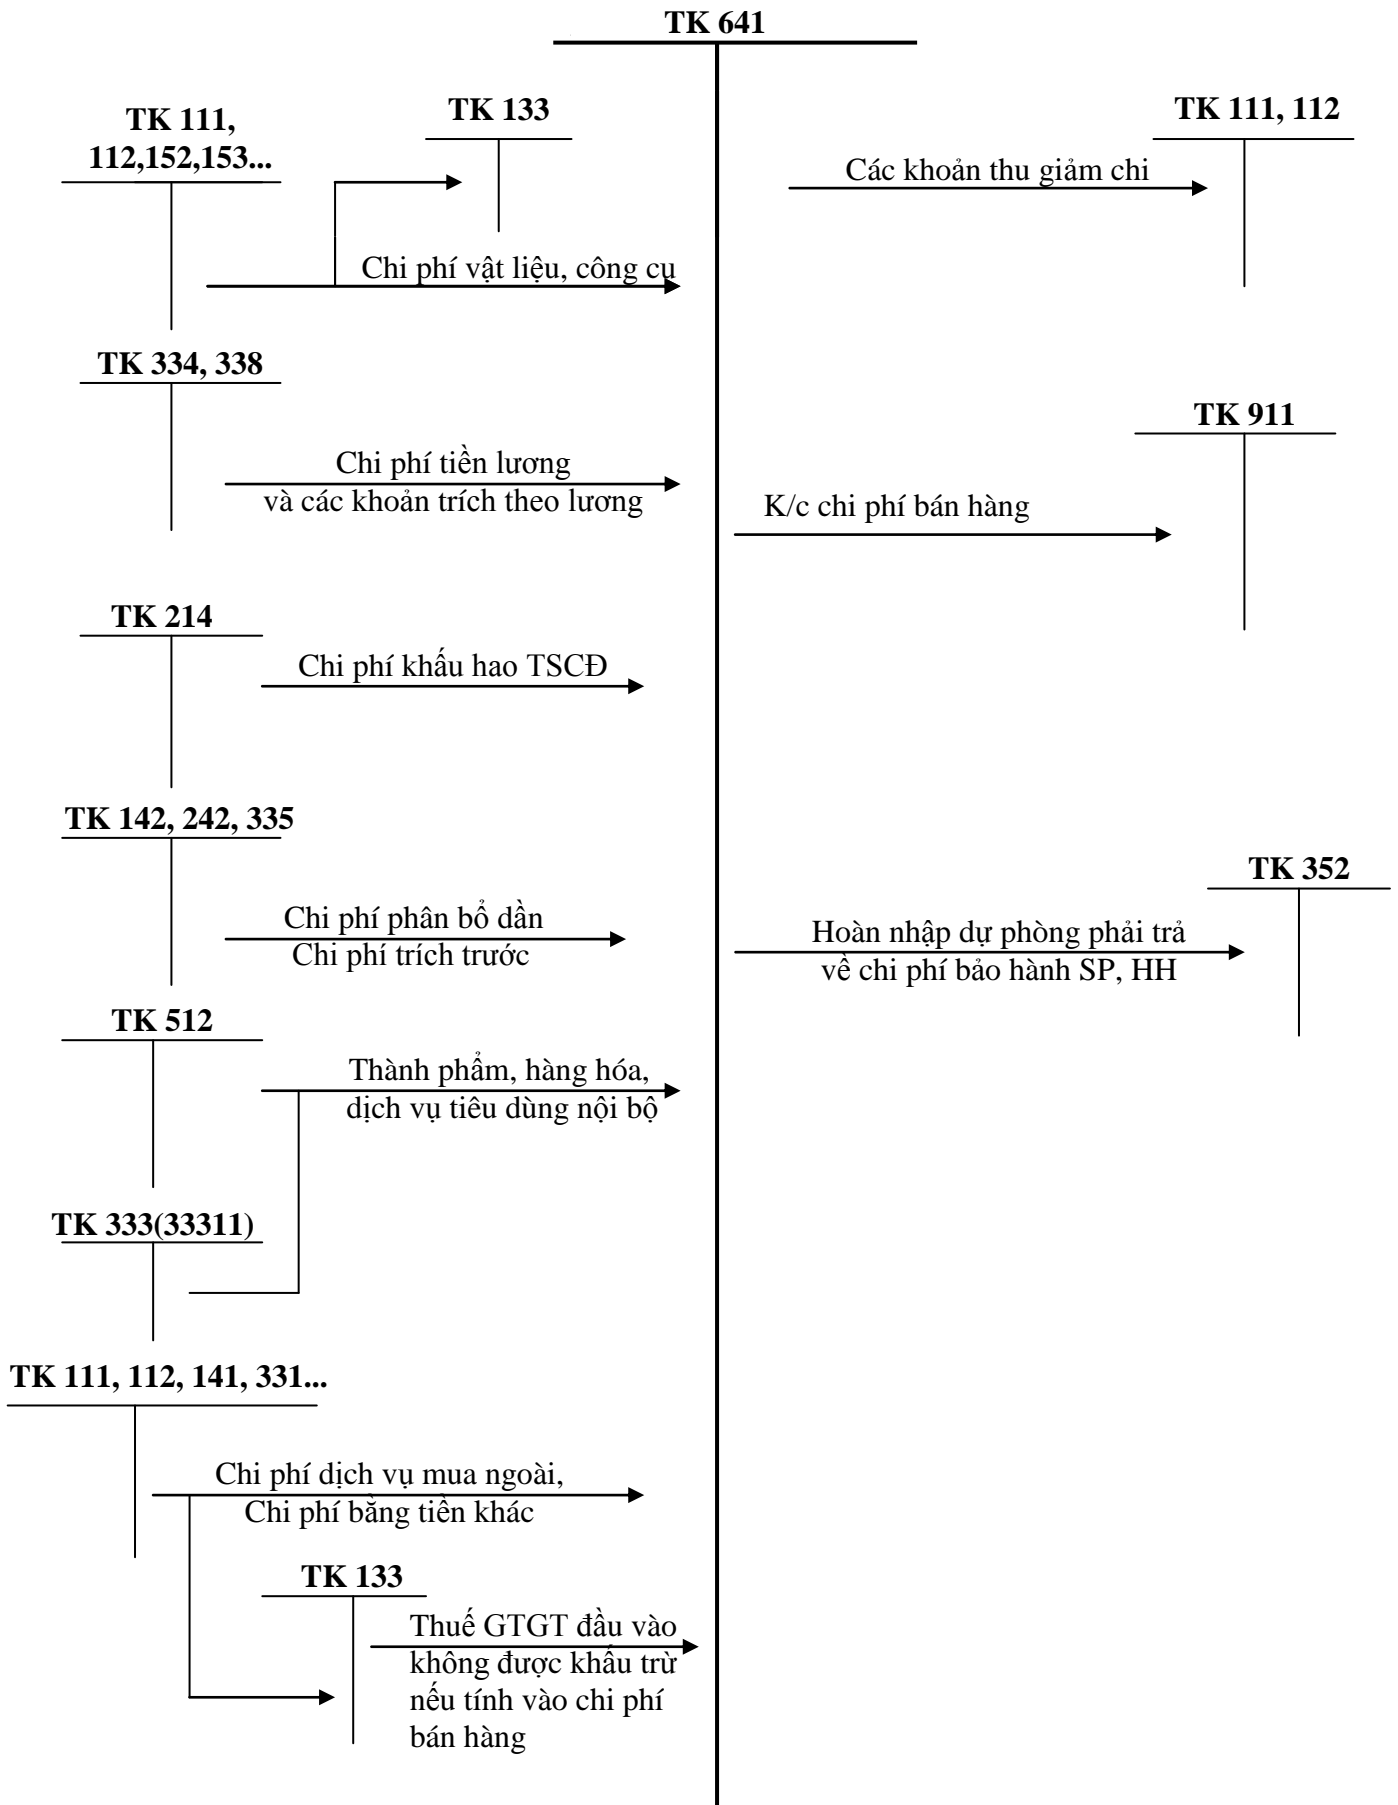 TK 641
TK 111,
112,152,153...
TK 133
Chi phí vật liệu, công cụ
TK 334, 338
Chi phí tiền lương
và các khoản trích theo lương
TK 214
Chi phí khấu hao TSCĐ
TK 142, 242, 335
Chi phí phân bổ dần
Chi phí trích trước
TK 512
Thành phẩm, hàng hóa,
dịch vụ tiêu dùng nội bộ
TK 333(33311)
TK 111, 112, 141, 331...
Chi phí dịch vụ mua ngoài,
Chi phí bằng tiền khác
TK 133
Thuế GTGT đầu vào
không được khấu trừ
nếu tính vào chi phí
bán hàng
TK 111, 112
Các khoản thu giảm chi
TK 911
K/c chi phí bán hàng
TK 352
Hoàn nhập dự phòng phải trả
về chi phí bảo hành SP, HH